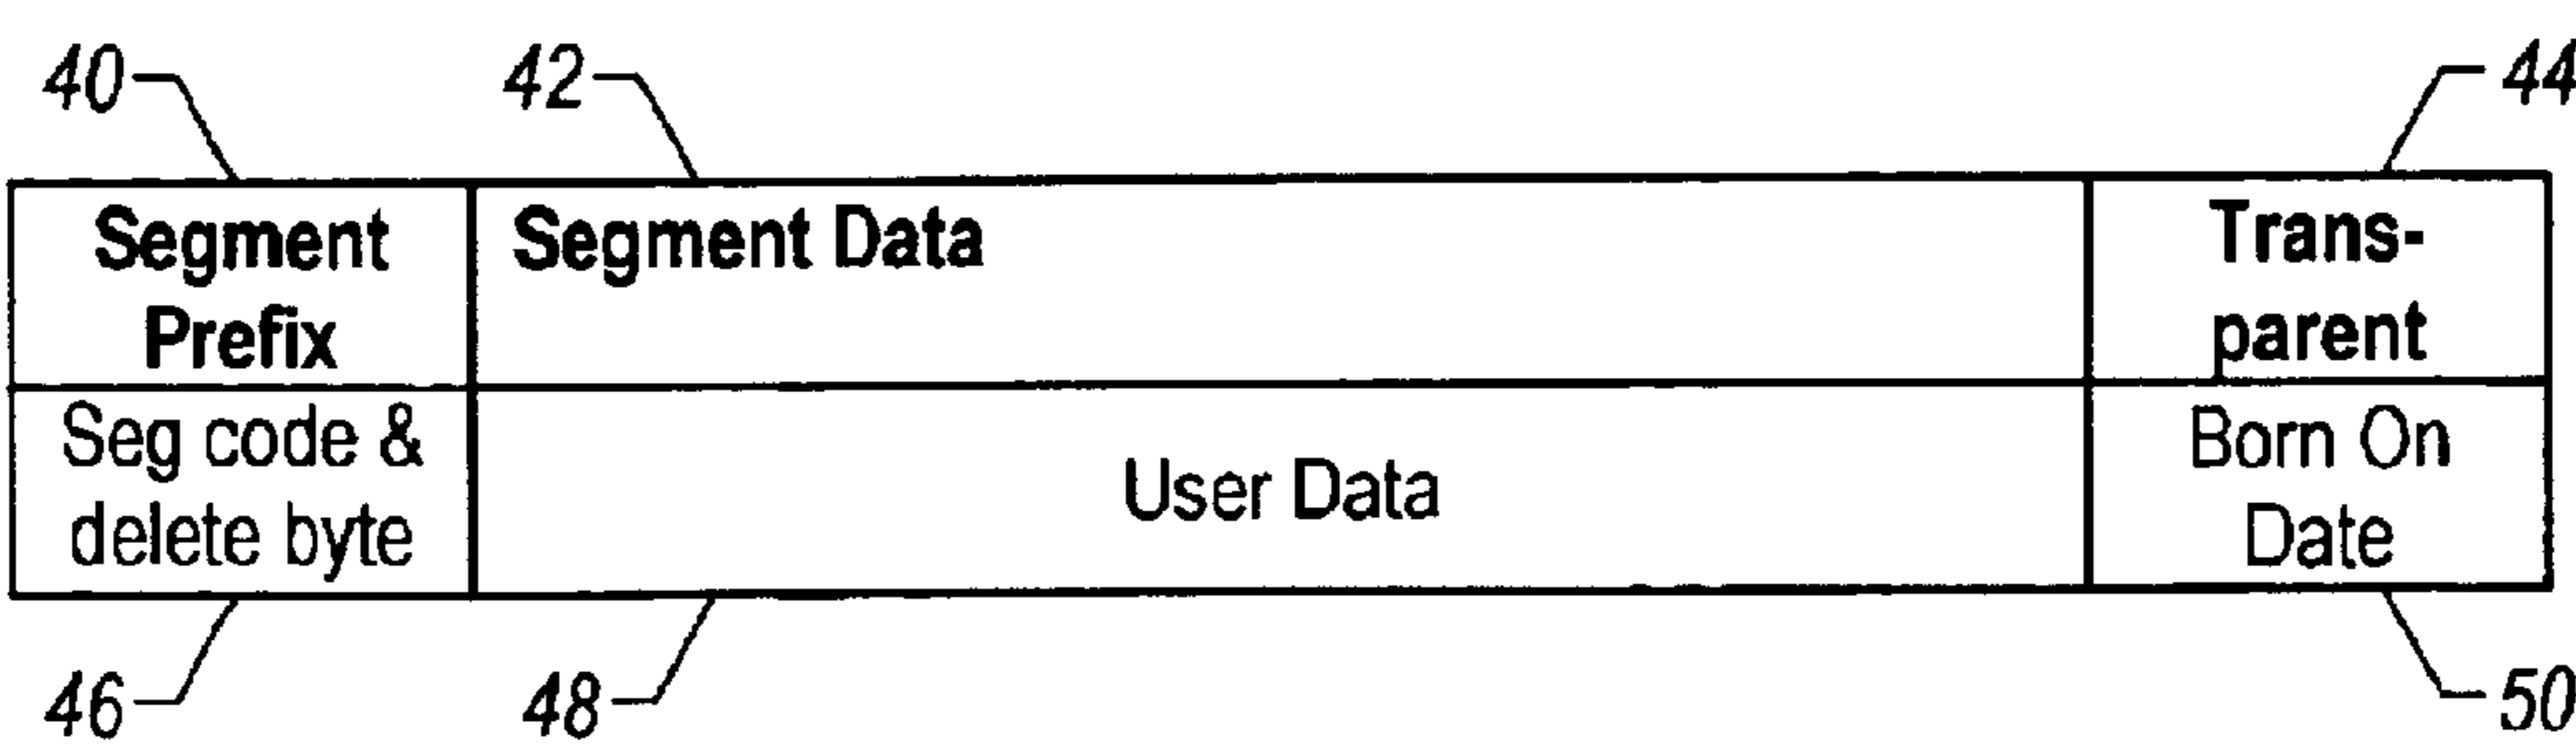 40 42 44
Segment Segment Data Trans-
Prefix parent
Seg code & Born On
User Data
delete byte Date
46 48 50